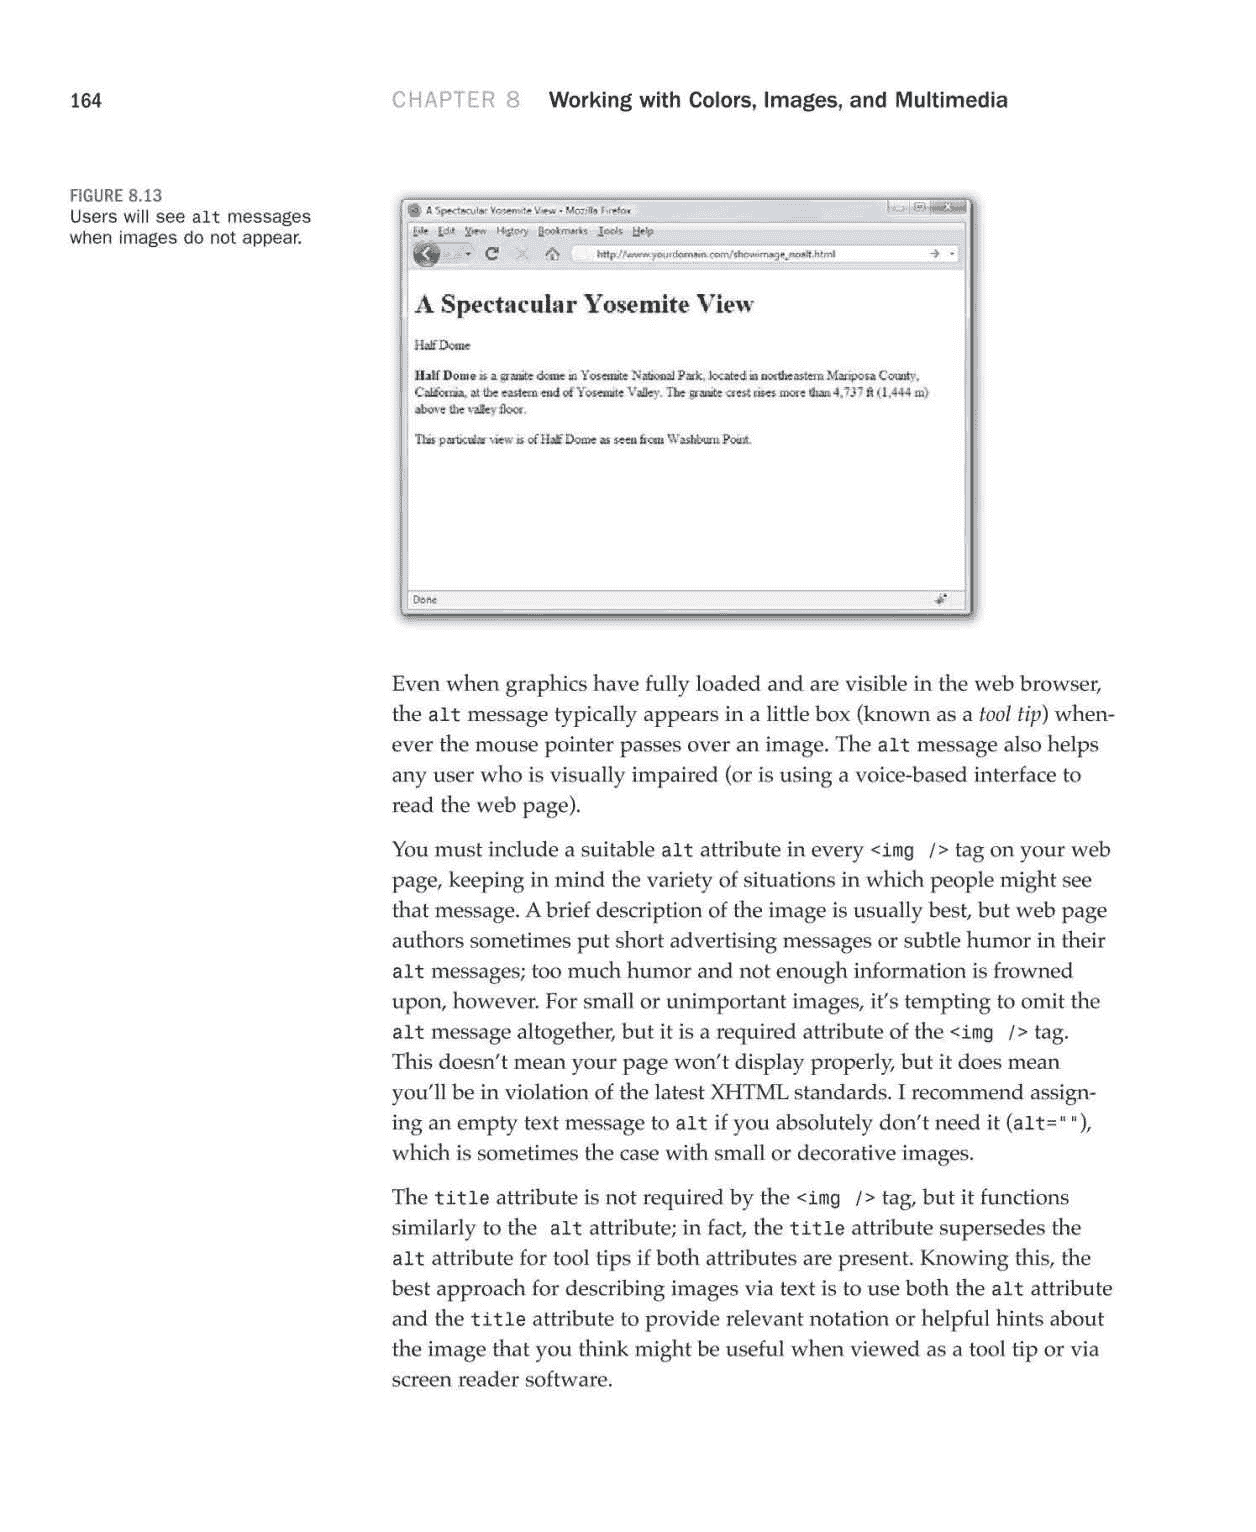 164
CHAPTER 8 Working with Colors, Images, and Multimedia
FIGURE 8.13
Users will see alt messages
when images do not appear.
A Spectacular Yosemite View - Mozilla Firefox
File Edit View History Bookmarks Tools Help
http://www.yourdomain.com/showimage_noalt.html
A Spectacular Yosemite View
Half Dome
Half Dome is a granite dome in Yosemite National Park, located in northeastern Mariposa County,
California, at the eastern end of Yosemite Valley. The granite crest rises more than 4,737 ft (1,444 m)
above the valley floor.
This particular view is of Half Dome as seen from Washburn Point.
Done
Even when graphics have fully loaded and are visible in the web browser,
the alt message typically appears in a little box (known as a tool tip) when-
ever the mouse pointer passes over an image. The alt message also helps
any user who is visually impaired (or is using a voice-based interface to
read the web page).
You must include a suitable alt attribute in every <img /> tag on your web
page, keeping in mind the variety of situations in which people might see
that message. A brief description of the image is usually best, but web page
authors sometimes put short advertising messages or subtle humor in their
alt messages; too much humor and not enough information is frowned
upon, however. For small or unimportant images, it's tempting to omit the
alt message altogether, but it is a required attribute of the <img /> tag.
This doesn't mean your page won't display properly, but it does mean
you'll be in violation of the latest XHTML standards. I recommend assign-
ing an empty text message to alt if you absolutely don't need it (alt=""),
which is sometimes the case with small or decorative images.
The title attribute is not required by the <img /> tag, but it functions
similarly to the alt attribute; in fact, the title attribute supersedes the
alt attribute for tool tips if both attributes are present. Knowing this, the
best approach for describing images via text is to use both the alt attribute
and the title attribute to provide relevant notation or helpful hints about
the image that you think might be useful when viewed as a tool tip or via
screen reader software.